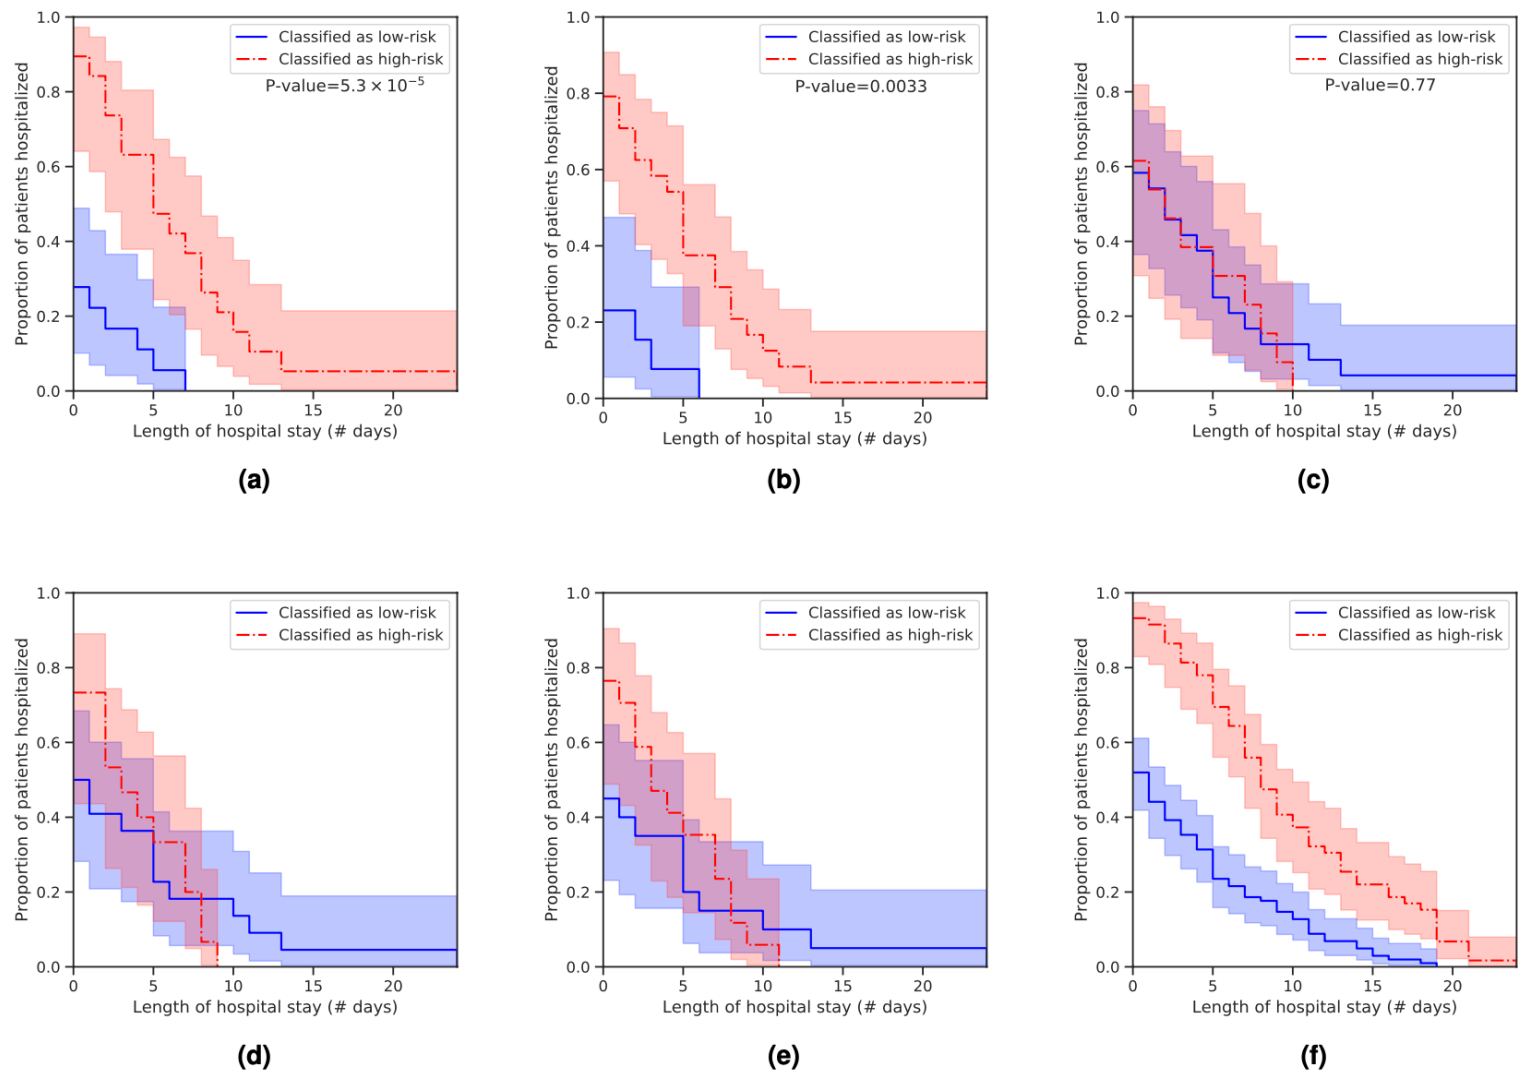 1.0
0.8
0.6
0.4
0.2
0.0
Proportion of patients hospitalized
Classified as low-risk
Classified as high-risk
P-value=5.3 × 10⁻⁵
0 5 10 15 20
Length of hospital stay (# days)
(a)
1.0
0.8
0.6
0.4
0.2
0.0
Proportion of patients hospitalized
Classified as low-risk
Classified as high-risk
P-value=0.0033
0 5 10 15 20
Length of hospital stay (# days)
(b)
1.0
0.8
0.6
0.4
0.2
0.0
Proportion of patients hospitalized
Classified as low-risk
Classified as high-risk
P-value=0.77
0 5 10 15 20
Length of hospital stay (# days)
(c)
1.0
0.8
0.6
0.4
0.2
0.0
Proportion of patients hospitalized
Classified as low-risk
Classified as high-risk
0 5 10 15 20
Length of hospital stay (# days)
(d)
1.0
0.8
0.6
0.4
0.2
0.0
Proportion of patients hospitalized
Classified as low-risk
Classified as high-risk
0 5 10 15 20
Length of hospital stay (# days)
(e)
1.0
0.8
0.6
0.4
0.2
0.0
Proportion of patients hospitalized
Classified as low-risk
Classified as high-risk
0 5 10 15 20
Length of hospital stay (# days)
(f)